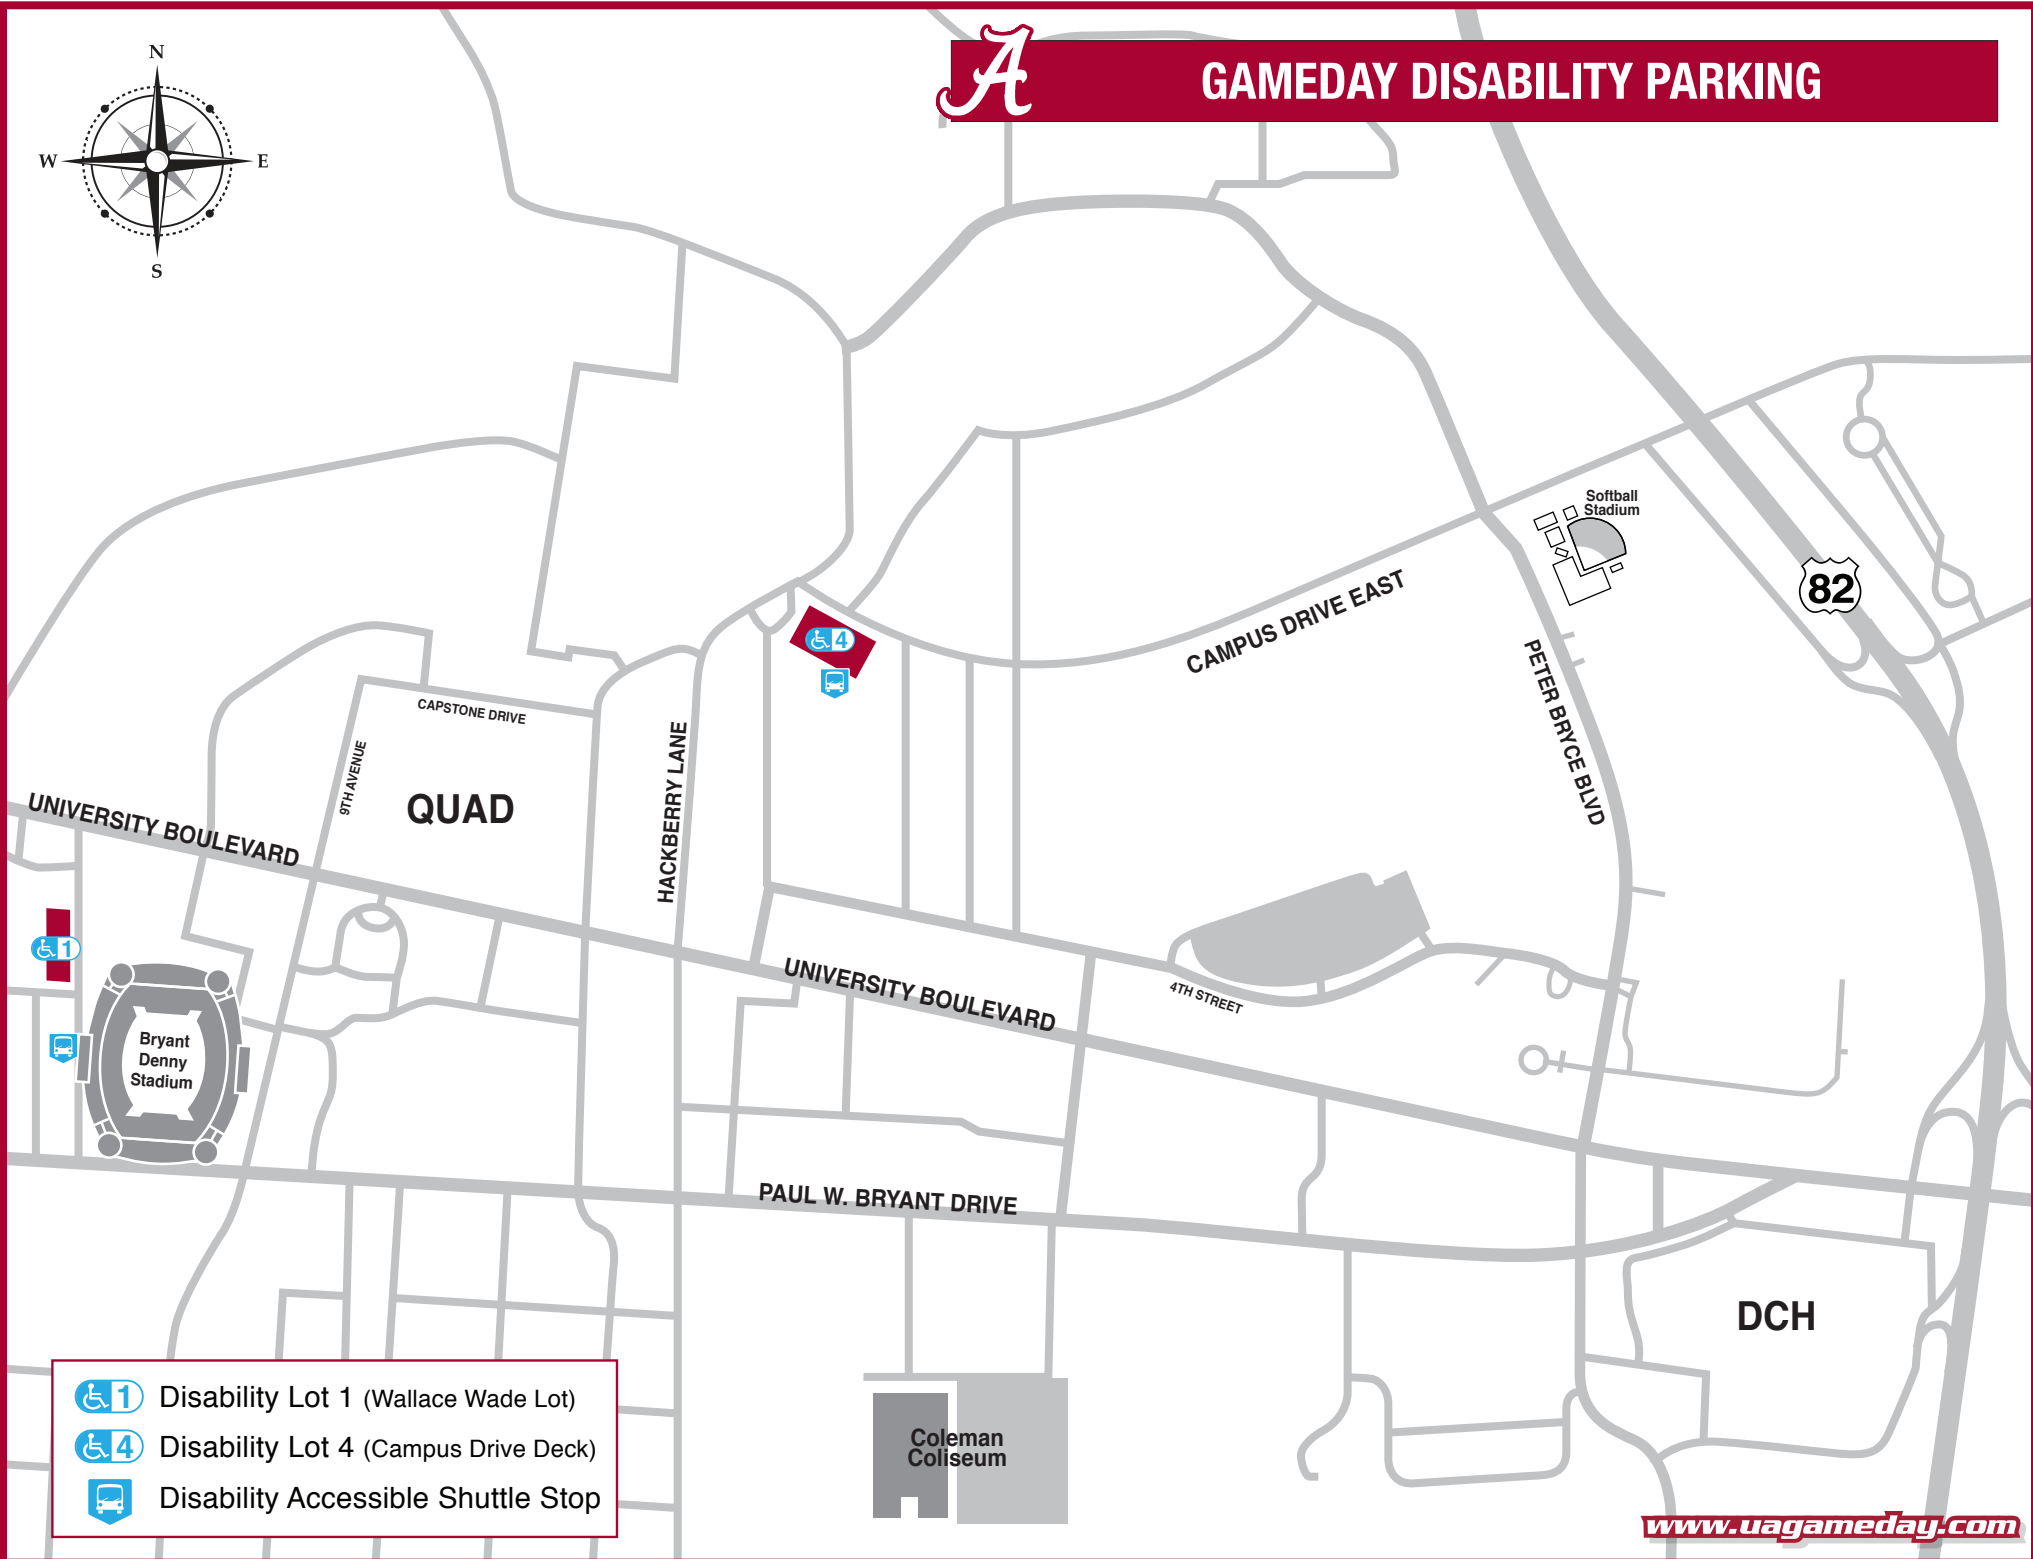 N
W
E
S
A
GAMEDAY DISABILITY PARKING
Softball
Stadium
82
4
CAMPUS DRIVE EAST
PETER BRYCE BLVD
CAPSTONE DRIVE
9TH AVENUE
QUAD
HACKBERRY LANE
UNIVERSITY BOULEVARD
1
UNIVERSITY BOULEVARD
4TH STREET
Bryant
Denny
Stadium
PAUL W. BRYANT DRIVE
DCH
Coleman
Coliseum
1 Disability Lot 1 (Wallace Wade Lot)
4 Disability Lot 4 (Campus Drive Deck)
Disability Accessible Shuttle Stop
www.uagameday.com